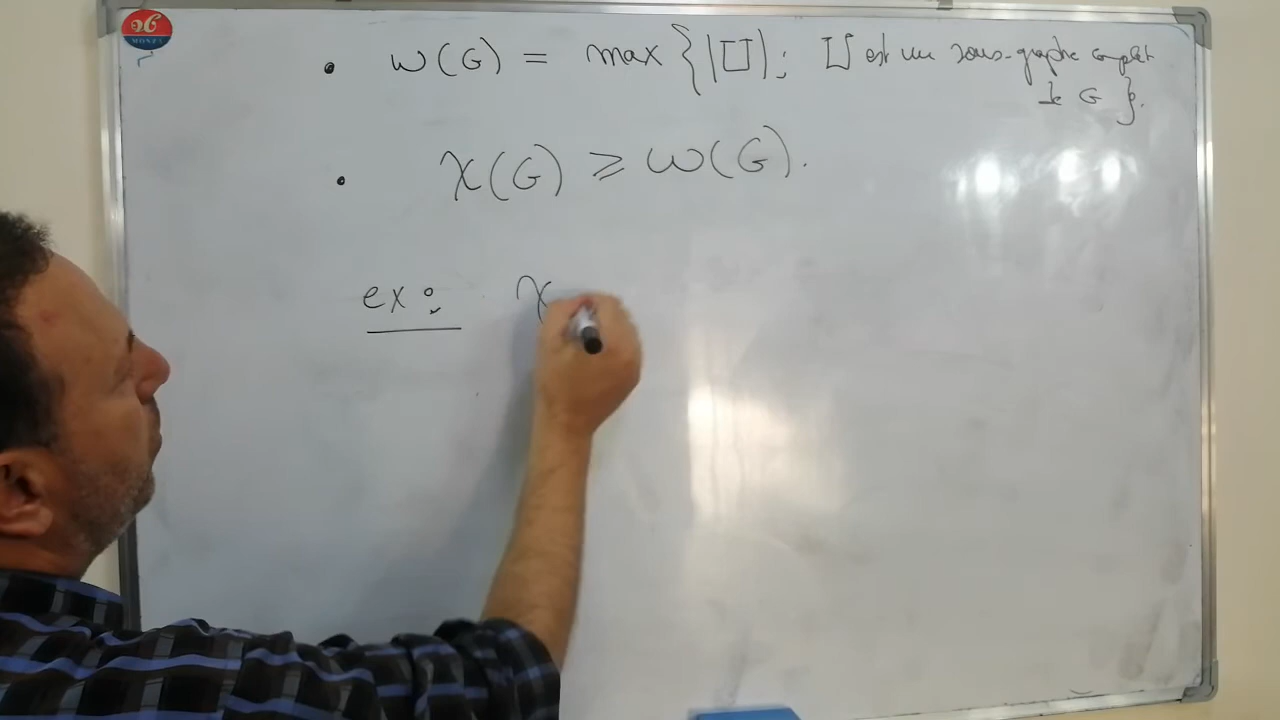 • ω(G) = max {|U|; U est un sous-graphe complet
de G }.
• χ(G) ⩾ ω(G).
ex: χ